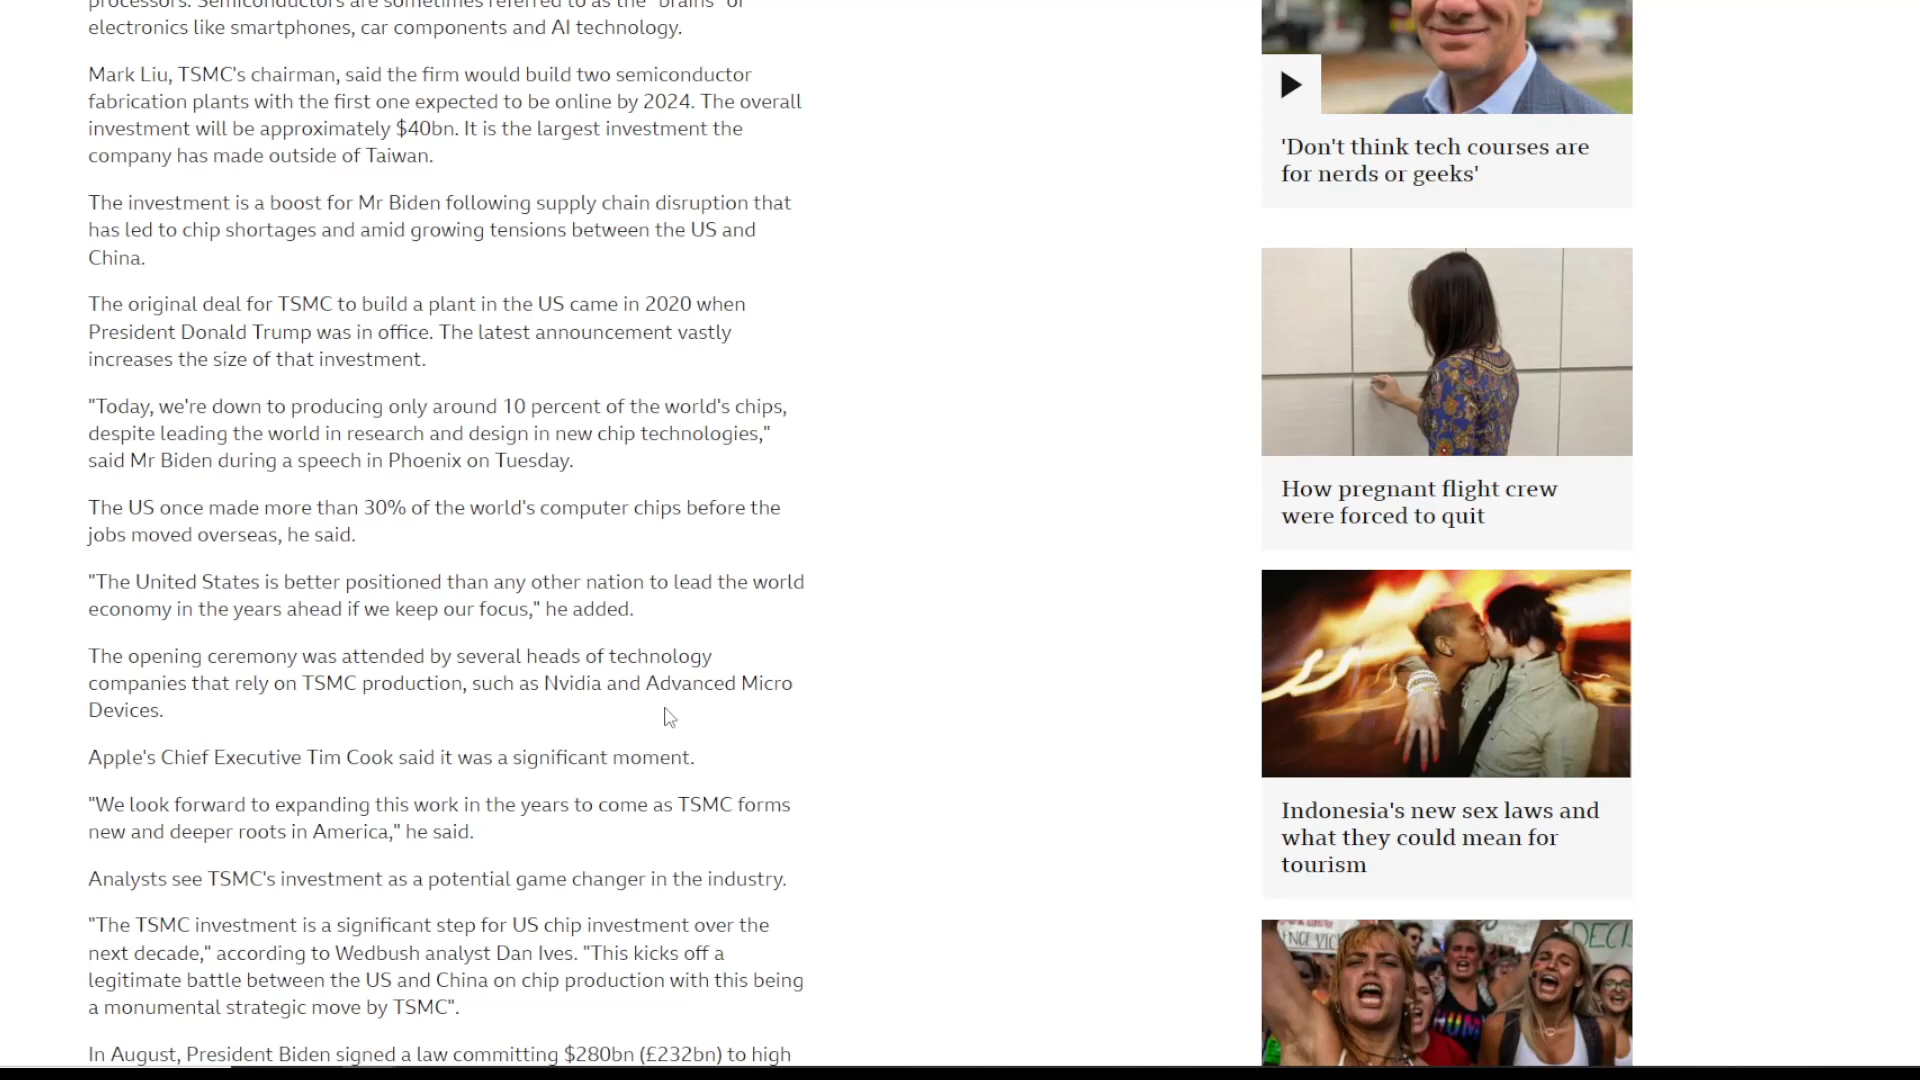 processors. Semiconductors are sometimes referred to as the "brains" of
electronics like smartphones, car components and AI technology.
Mark Liu, TSMC's chairman, said the firm would build two semiconductor
fabrication plants with the first one expected to be online by 2024. The overall
investment will be approximately $40bn. It is the largest investment the
company has made outside of Taiwan.
The investment is a boost for Mr Biden following supply chain disruption that
has led to chip shortages and amid growing tensions between the US and
China.
The original deal for TSMC to build a plant in the US came in 2020 when
President Donald Trump was in office. The latest announcement vastly
increases the size of that investment.
"Today, we're down to producing only around 10 percent of the world's chips,
despite leading the world in research and design in new chip technologies,"
said Mr Biden during a speech in Phoenix on Tuesday.
The US once made more than 30% of the world's computer chips before the
jobs moved overseas, he said.
"The United States is better positioned than any other nation to lead the world
economy in the years ahead if we keep our focus," he added.
The opening ceremony was attended by several heads of technology
companies that rely on TSMC production, such as Nvidia and Advanced Micro
Devices.
Apple's Chief Executive Tim Cook said it was a significant moment.
"We look forward to expanding this work in the years to come as TSMC forms
new and deeper roots in America," he said.
Analysts see TSMC's investment as a potential game changer in the industry.
"The TSMC investment is a significant step for US chip investment over the
next decade," according to Wedbush analyst Dan Ives. "This kicks off a
legitimate battle between the US and China on chip production with this being
a monumental strategic move by TSMC".
In August, President Biden signed a law committing $280bn (£232bn) to high
'Don't think tech courses are
for nerds or geeks'
How pregnant flight crew
were forced to quit
Indonesia's new sex laws and
what they could mean for
tourism
DECI
HUM